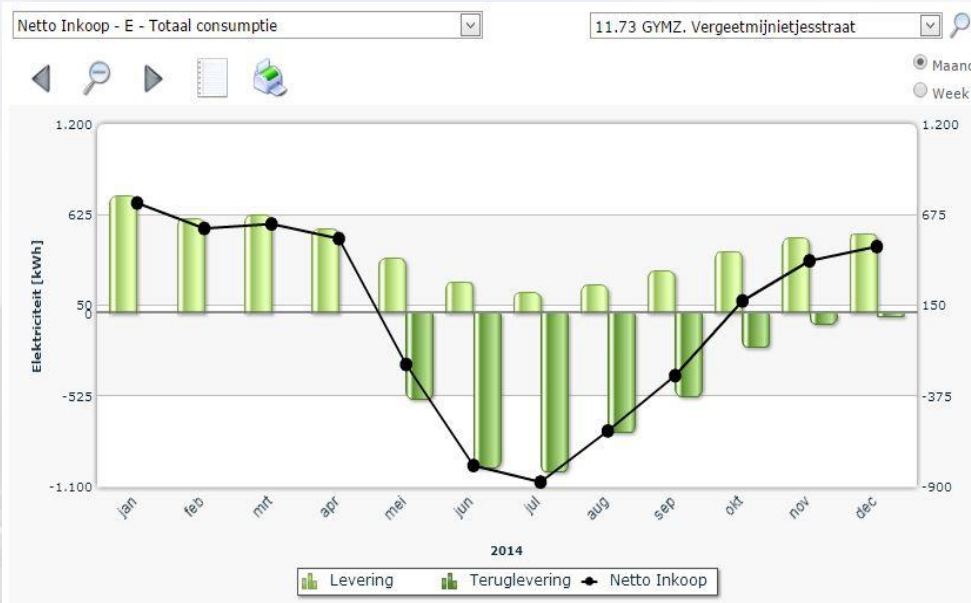 Netto Inkoop - E - Totaal consumptie
11.73 GYMZ. Vergeetmijnietjesstraat
Maand
Week
1.200
625
50
0
-525
-1.100
Elektriciteit [kWh]
1.200
675
150
-375
-900
jan feb mrt apr mei jun jul aug sep okt nov dec
2014
Levering Teruglevering Netto Inkoop